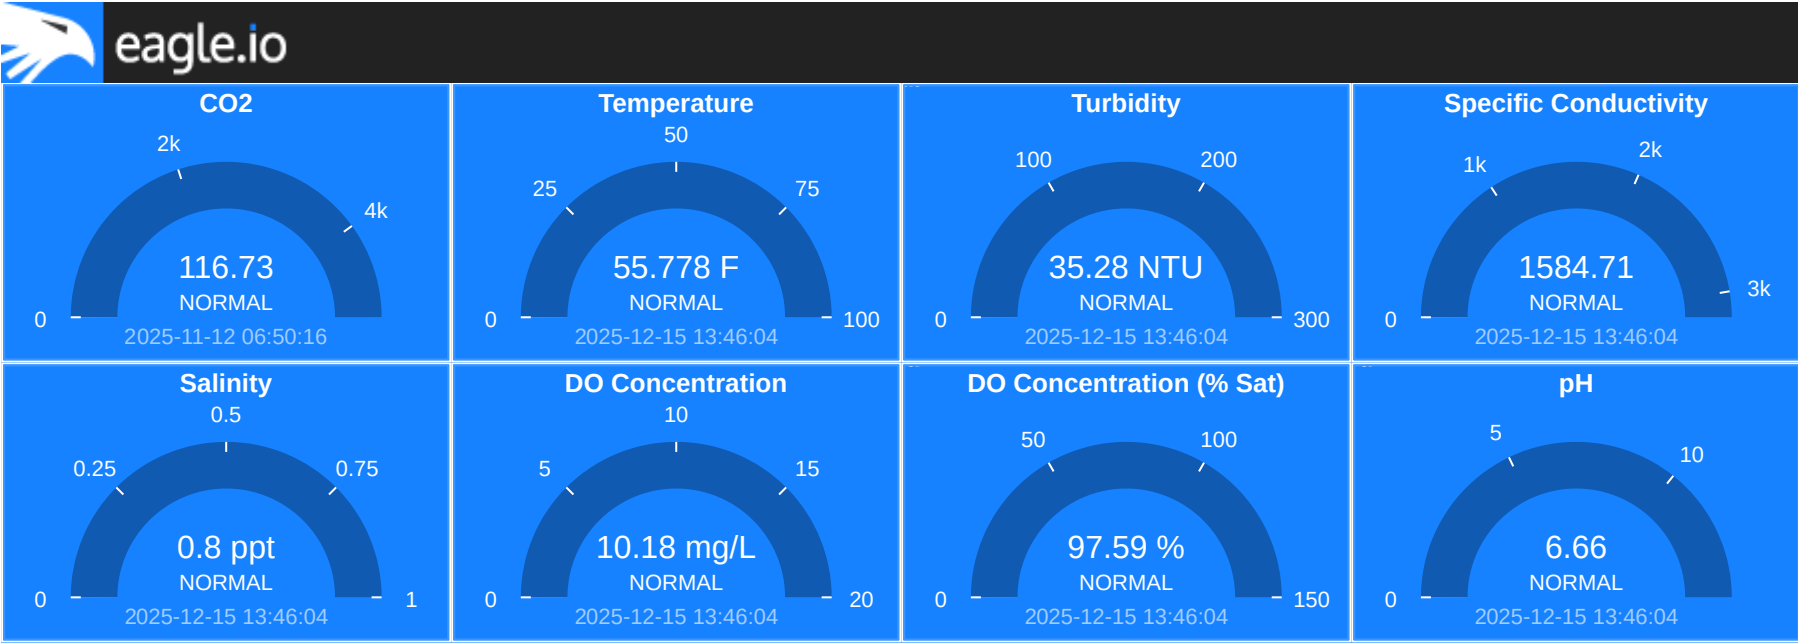 eagle.io
CO2
2k
4k
0
116.73
NORMAL
2025-11-12 06:50:16
Temperature
50
25
75
0
100
55.778 F
NORMAL
2025-12-15 13:46:04
Turbidity
100
200
0
300
35.28 NTU
NORMAL
2025-12-15 13:46:04
Specific Conductivity
1k
2k
3k
0
1584.71
NORMAL
2025-12-15 13:46:04
Salinity
0.5
0.25
0.75
0
1
0.8 ppt
NORMAL
2025-12-15 13:46:04
DO Concentration
10
5
15
0
20
10.18 mg/L
NORMAL
2025-12-15 13:46:04
DO Concentration (% Sat)
50
100
0
150
97.59 %
NORMAL
2025-12-15 13:46:04
pH
5
10
0
6.66
NORMAL
2025-12-15 13:46:04